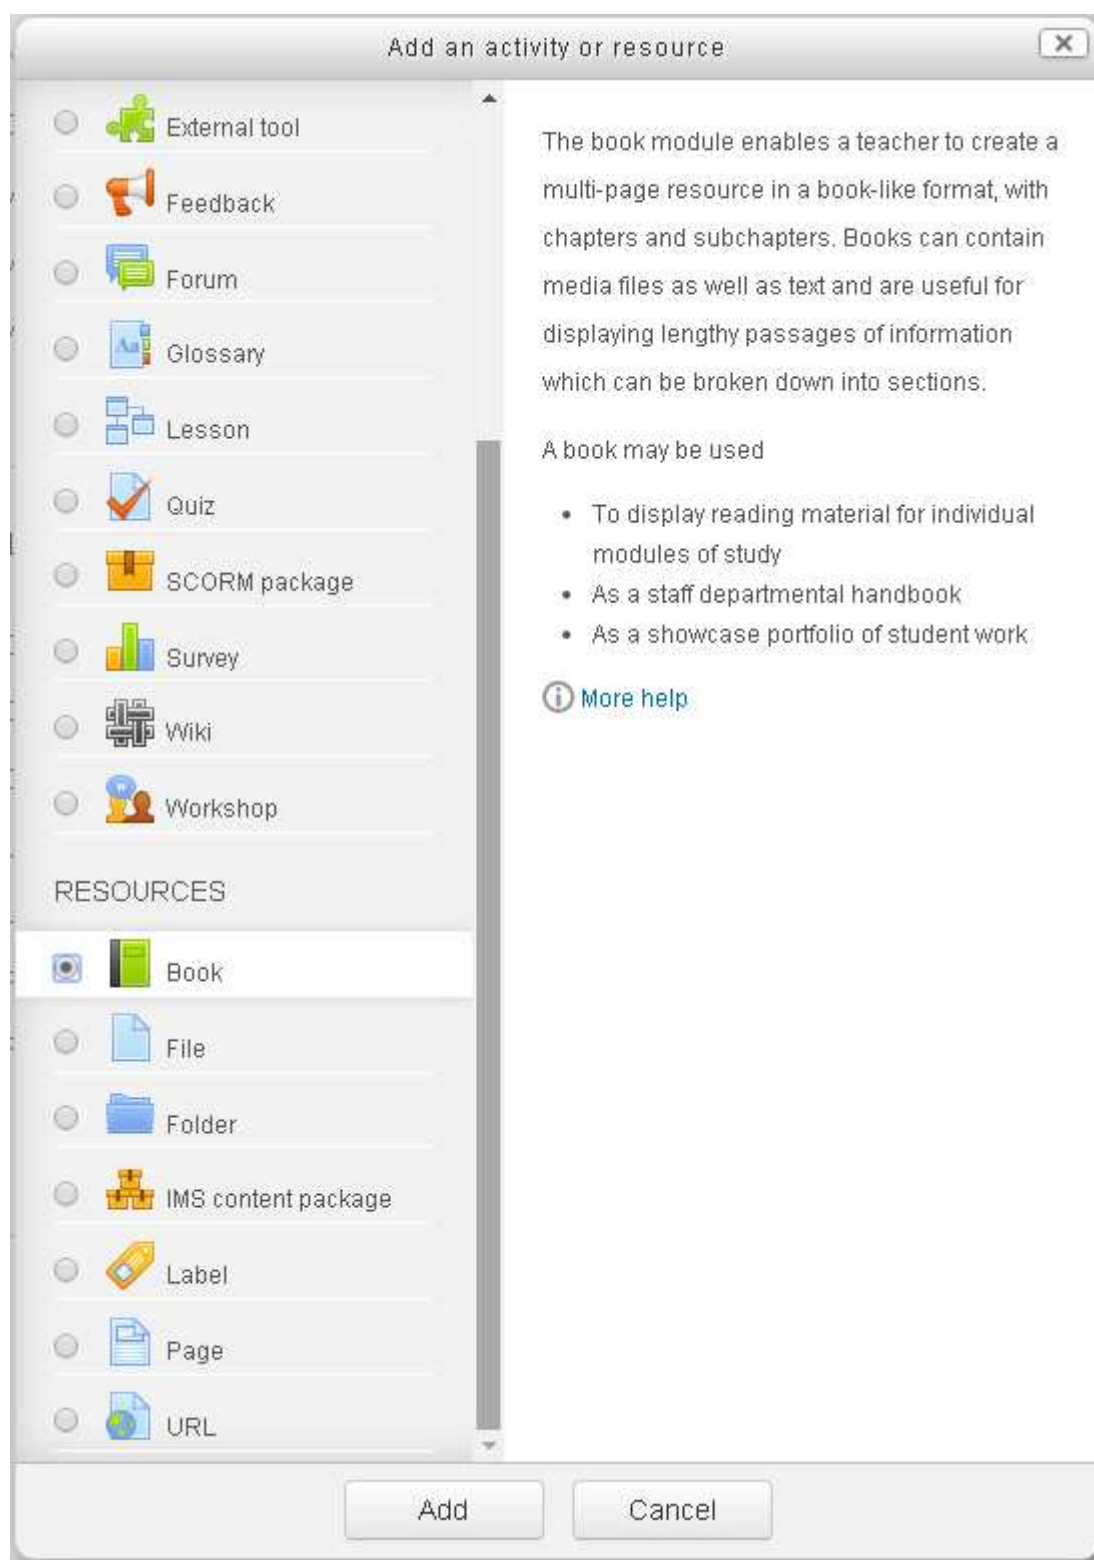 Add an activity or resource
External tool
Feedback
Forum
Glossary
Lesson
Quiz
SCORM package
Survey
Wiki
Workshop
RESOURCES
Book
File
Folder
IMS content package
Label
Page
URL
The book module enables a teacher to create a
multi-page resource in a book-like format, with
chapters and subchapters. Books can contain
media files as well as text and are useful for
displaying lengthy passages of information
which can be broken down into sections.
A book may be used
• To display reading material for individual
modules of study
• As a staff departmental handbook
• As a showcase portfolio of student work
More help
Add
Cancel